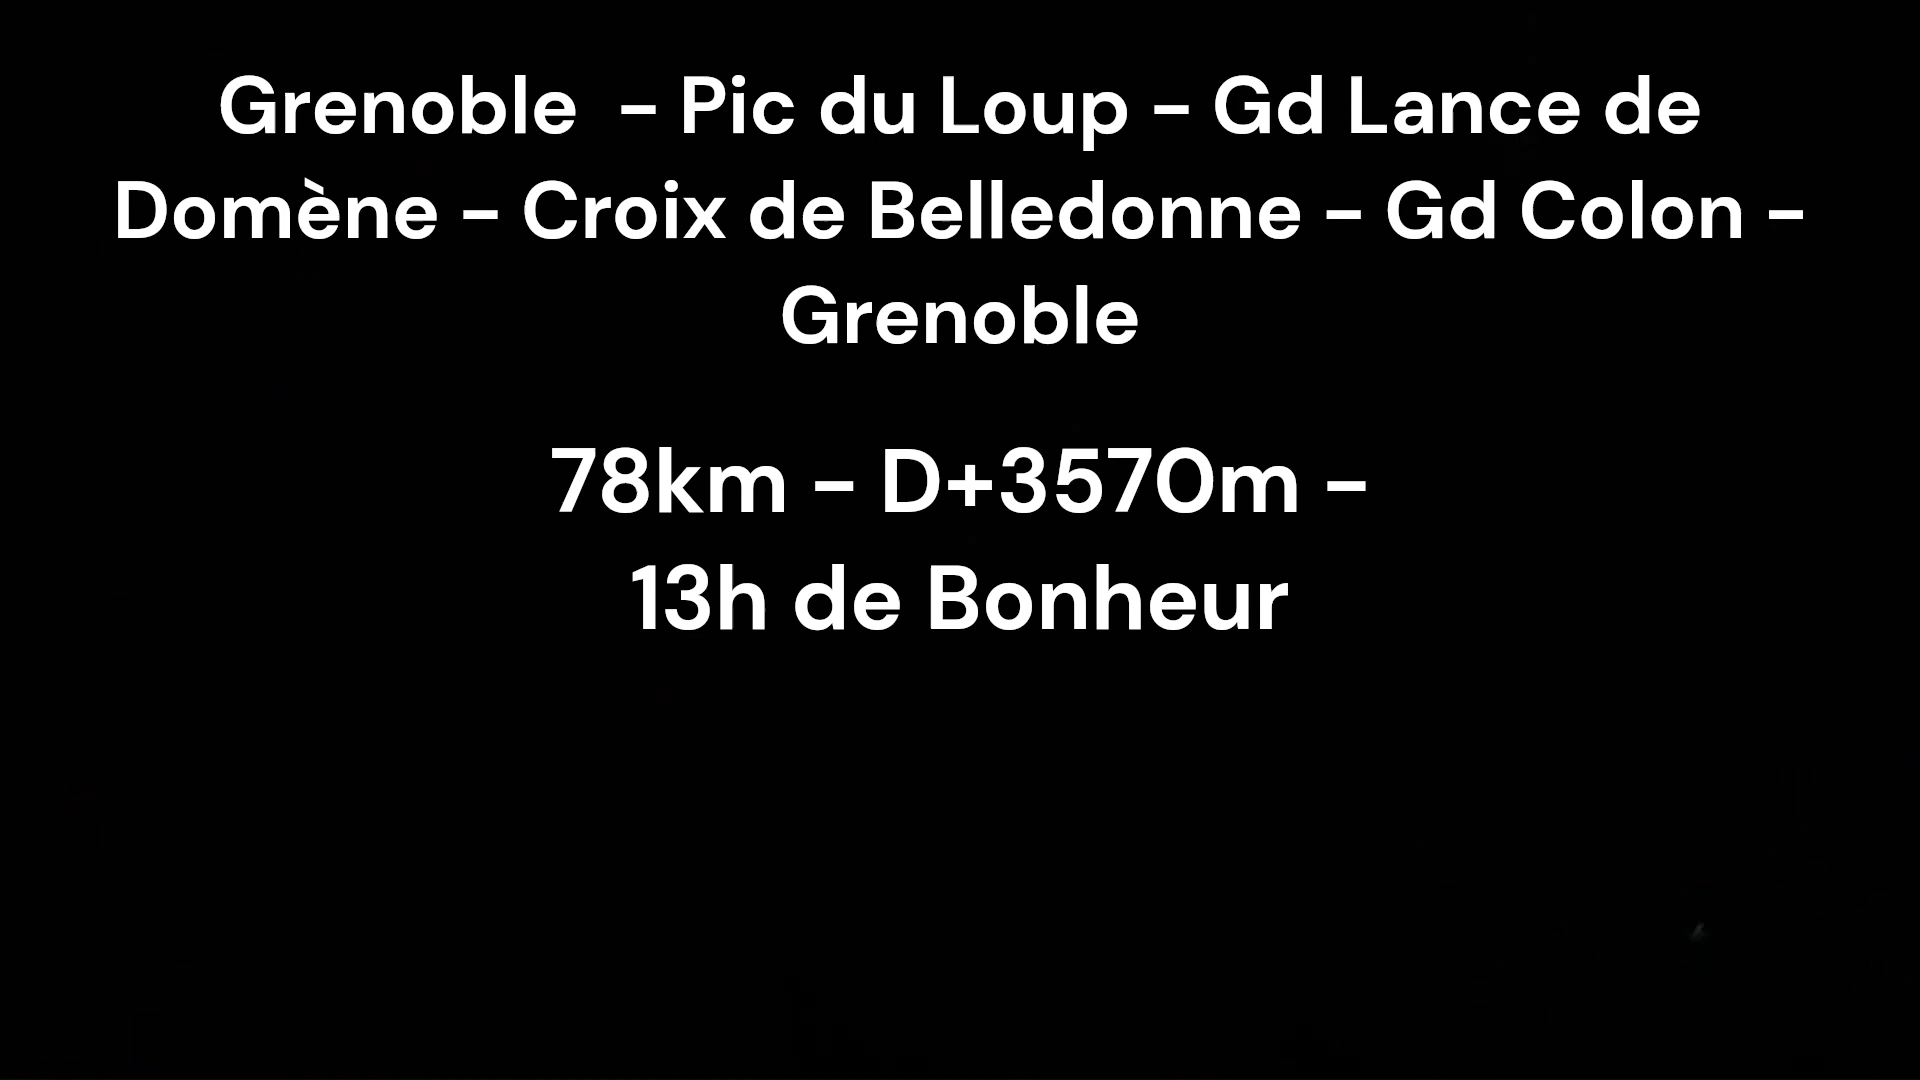 Grenoble  - Pic du Loup - Gd Lance de
Domène - Croix de Belledonne - Gd Colon -
Grenoble
78km - D+3570m -
13h de Bonheur